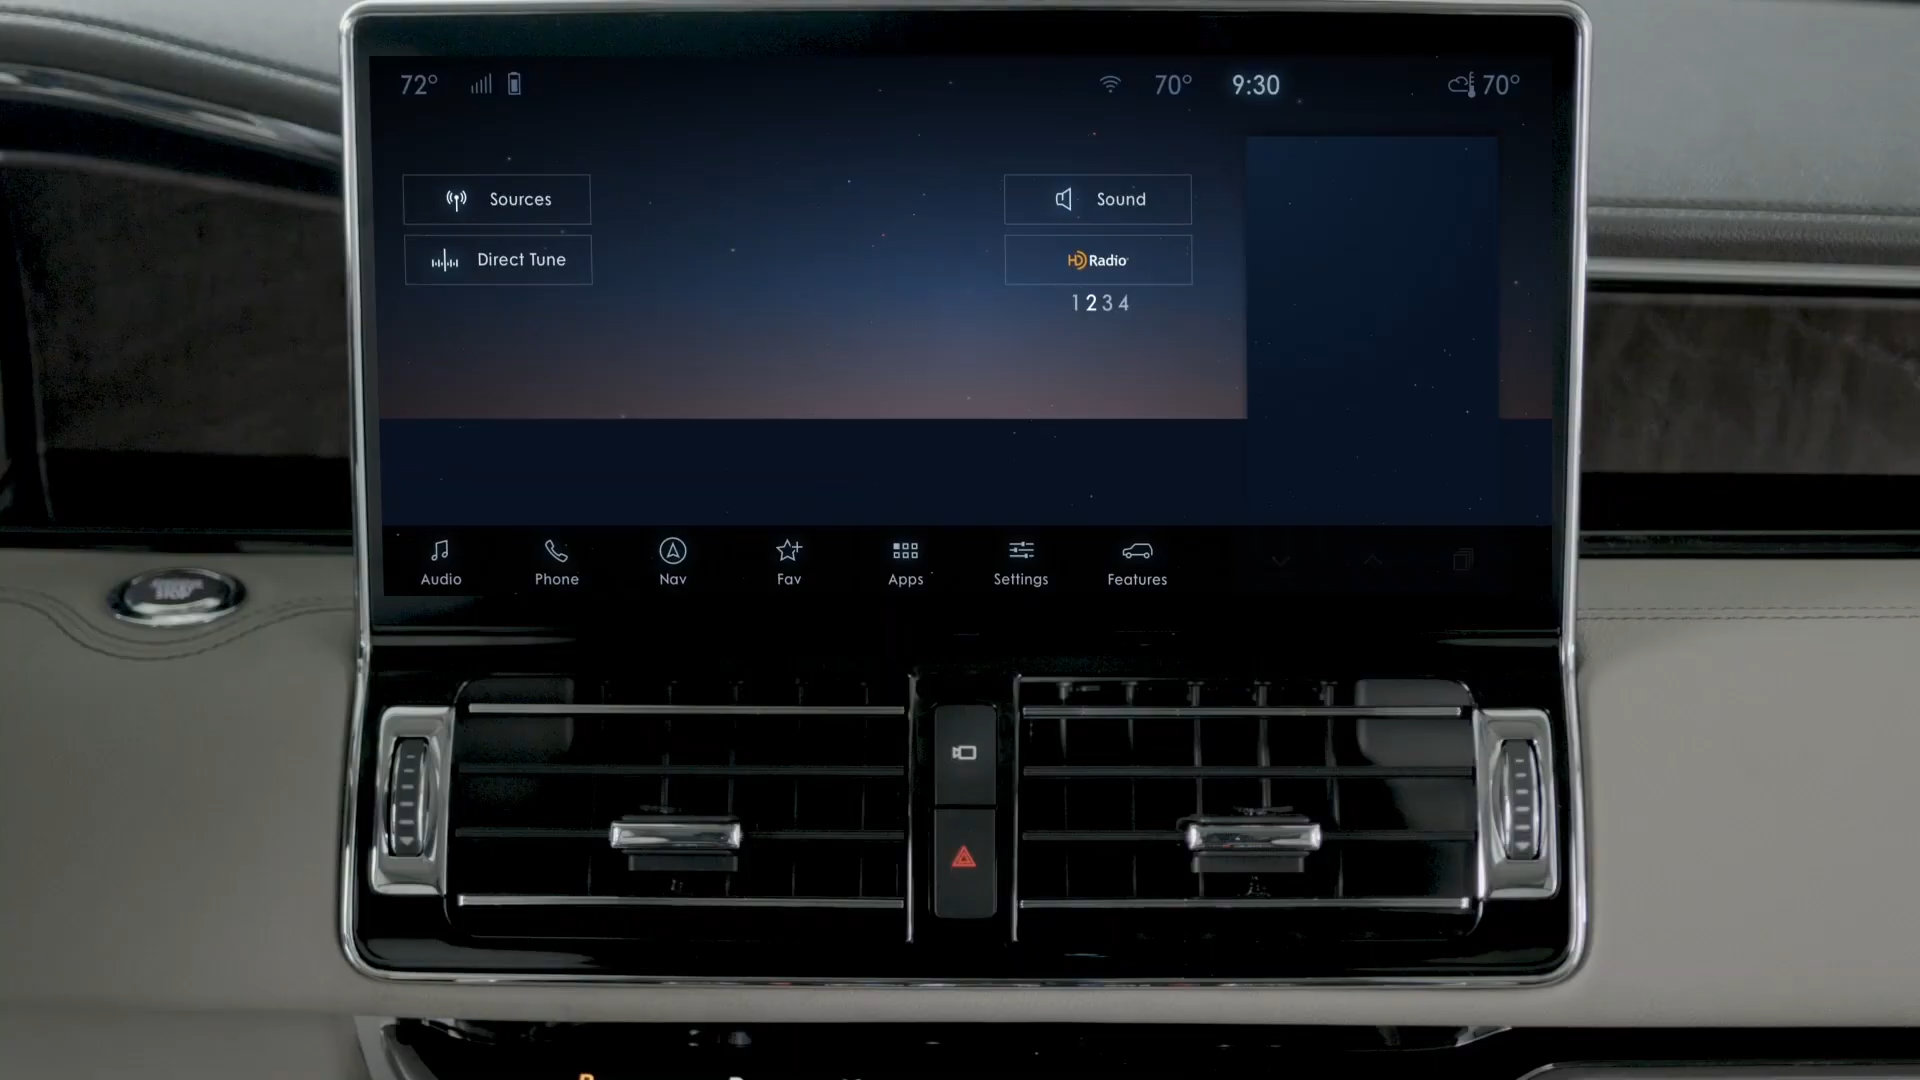 72° 70° 9:30 70°
Sources
Sound
Direct Tune
HD Radio
1 2 3 4
Audio Phone Nav Fav Apps Settings Features
STOP